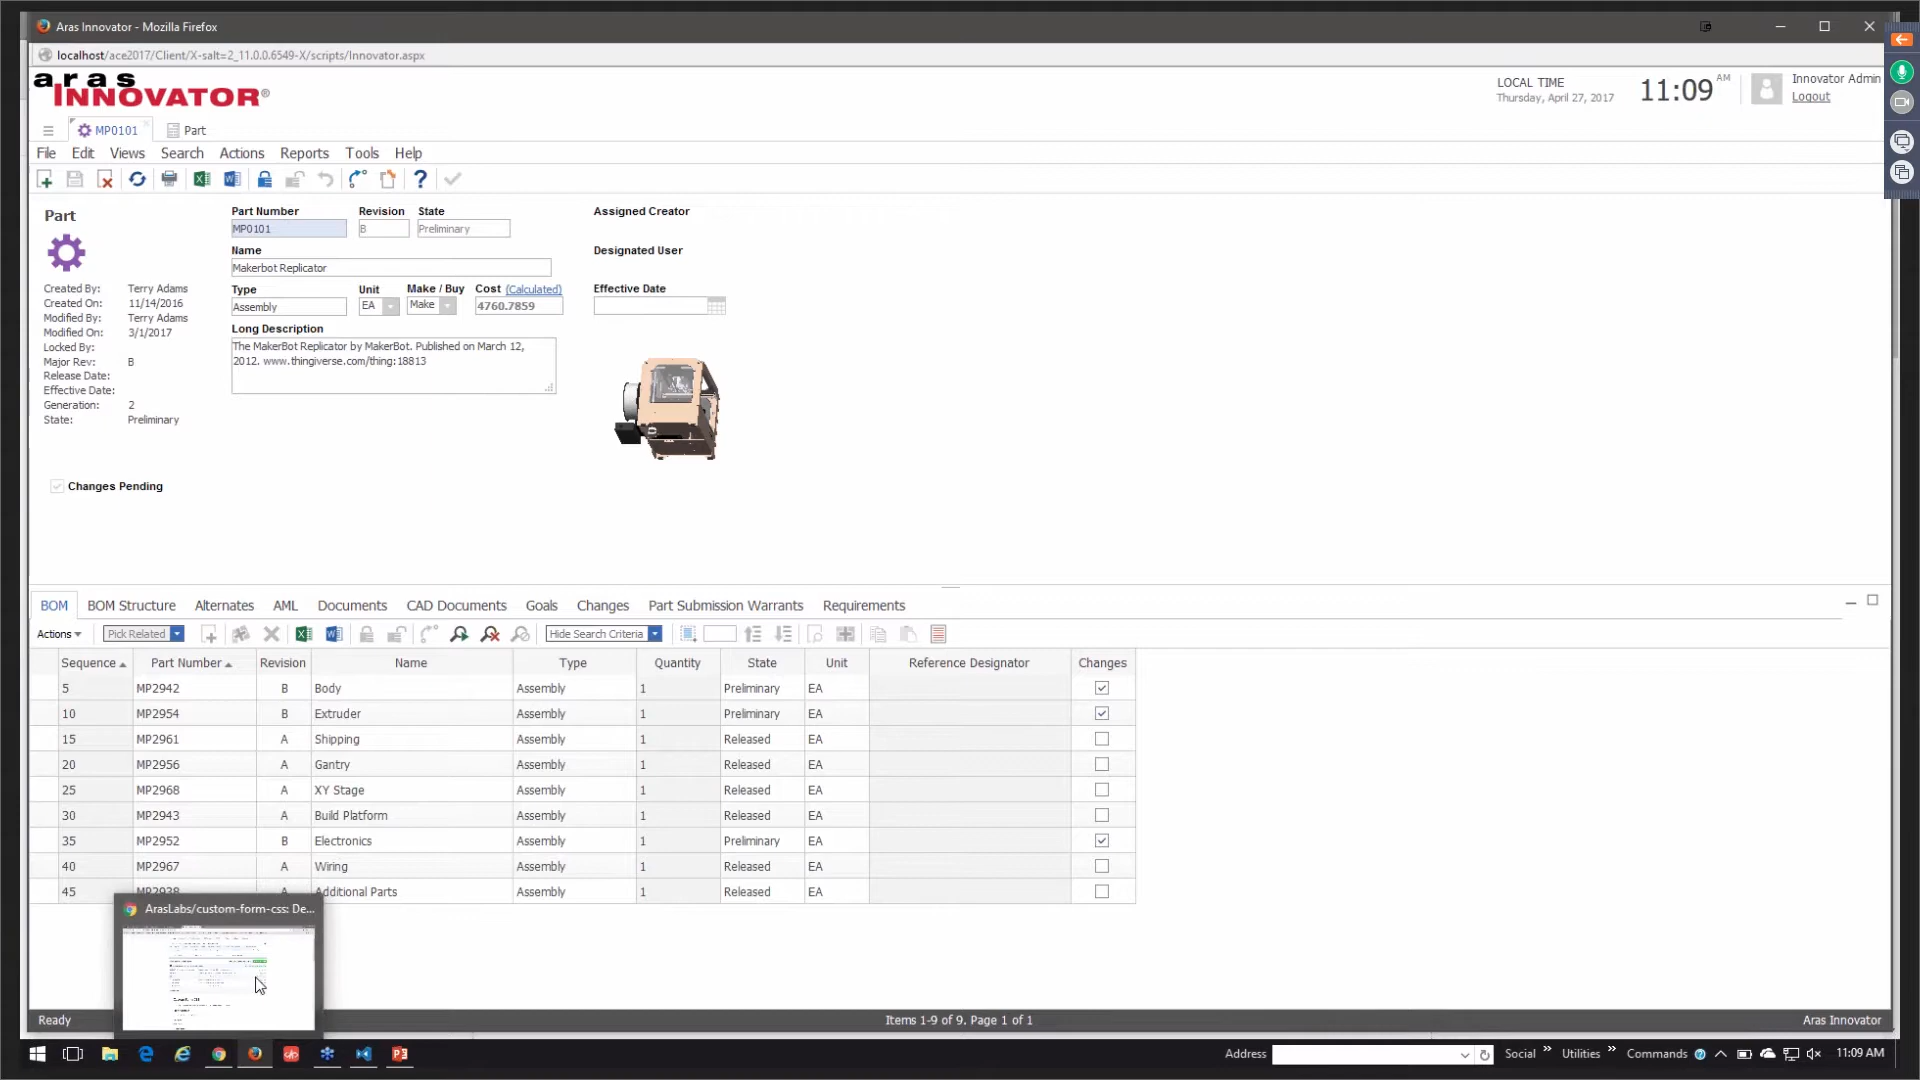 Aras Innovator - Mozilla Firefox
localhost/ace2017/Client/X-salt=2_11.0.0.6549-X/scripts/Innovator.aspx
aras
INNOVATOR®
LOCAL TIME
Thursday, April 27, 2017
11:09 AM
Innovator Admin
Logout
MP0101
Part
File Edit Views Search Actions Reports Tools Help
Part
Part Number Revision State
MP0101 B Preliminary
Name
Makerbot Replicator
Type Unit Make / Buy Cost (Calculated)
Assembly EA Make 4760.7859
Long Description
The MakerBot Replicator by MakerBot. Published on March 12,
2012. www.thingiverse.com/thing:18813
Assigned Creator
Designated User
Effective Date
Created By: Terry Adams
Created On: 11/14/2016
Modified By: Terry Adams
Modified On: 3/1/2017
Locked By:
Major Rev: B
Release Date:
Effective Date:
Generation: 2
State: Preliminary
Changes Pending
BOM BOM Structure Alternates AML Documents CAD Documents Goals Changes Part Submission Warrants Requirements
Actions Pick Related Hide Search Criteria
Sequence Part Number Revision Name Type Quantity State Unit Reference Designator Changes
5 MP2942 B Body Assembly 1 Preliminary EA
10 MP2954 B Extruder Assembly 1 Preliminary EA
15 MP2961 A Shipping Assembly 1 Released EA
20 MP2956 A Gantry Assembly 1 Released EA
25 MP2968 A XY Stage Assembly 1 Released EA
30 MP2943 A Build Platform Assembly 1 Released EA
35 MP2952 B Electronics Assembly 1 Preliminary EA
40 MP2967 A Wiring Assembly 1 Released EA
45 MP2938 A Additional Parts Assembly 1 Released EA
ArasLabs/custom-form-css: De...
Ready
Items 1-9 of 9. Page 1 of 1
Aras Innovator
Address
Social » Utilities » Commands
11:09 AM